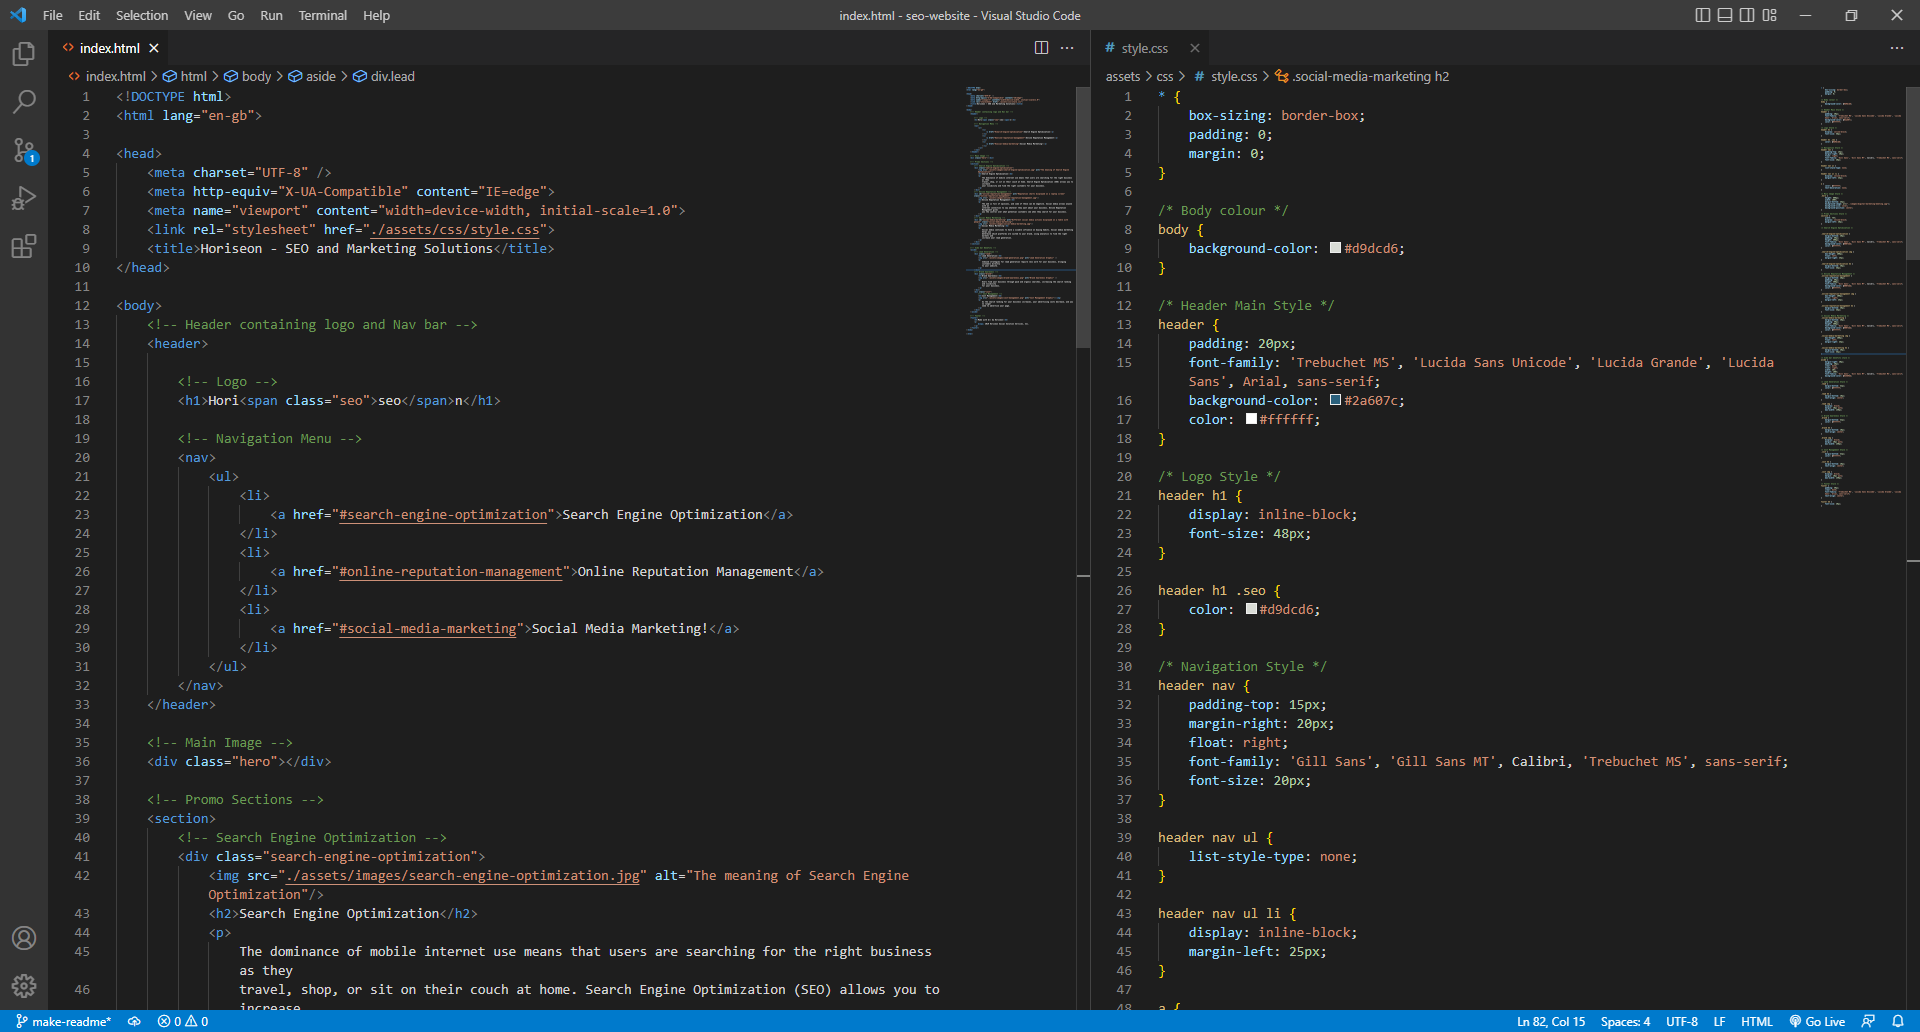 File Edit Selection View Go Run Terminal Help
index.html - seo-website - Visual Studio Code
index.html
index.html > html > body > aside > div.lead
1 <!DOCTYPE html>
2 <html lang="en-gb">
3
4 <head>
5 <meta charset="UTF-8" />
6 <meta http-equiv="X-UA-Compatible" content="IE=edge">
7 <meta name="viewport" content="width=device-width, initial-scale=1.0">
8 <link rel="stylesheet" href="./assets/css/style.css">
9 <title>Horiseon - SEO and Marketing Solutions</title>
10 </head>
11
12 <body>
13 <!-- Header containing logo and Nav bar -->
14 <header>
15
16 <!-- Logo -->
17 <h1>Hori<span class="seo">seo</span>n</h1>
18
19 <!-- Navigation Menu -->
20 <nav>
21 <ul>
22 <li>
23 <a href="#search-engine-optimization">Search Engine Optimization</a>
24 </li>
25 <li>
26 <a href="#online-reputation-management">Online Reputation Management</a>
27 </li>
28 <li>
29 <a href="#social-media-marketing">Social Media Marketing!</a>
30 </li>
31 </ul>
32 </nav>
33 </header>
34
35 <!-- Main Image -->
36 <div class="hero"></div>
37
38 <!-- Promo Sections -->
39 <section>
40 <!-- Search Engine Optimization -->
41 <div class="search-engine-optimization">
42 <img src="./assets/images/search-engine-optimization.jpg" alt="The meaning of Search Engine
Optimization"/>
43 <h2>Search Engine Optimization</h2>
44 <p>
45 The dominance of mobile internet use means that users are searching for the right business
as they
46 travel, shop, or sit on their couch at home. Search Engine Optimization (SEO) allows you to
increase
# style.css
assets > css > # style.css > .social-media-marketing h2
1 * {
2 box-sizing: border-box;
3 padding: 0;
4 margin: 0;
5 }
6
7 /* Body colour */
8 body {
9 background-color: #d9dcd6;
10 }
11
12 /* Header Main Style */
13 header {
14 padding: 20px;
15 font-family: 'Trebuchet MS', 'Lucida Sans Unicode', 'Lucida Grande', 'Lucida
Sans', Arial, sans-serif;
16 background-color: #2a607c;
17 color: #ffffff;
18 }
19
20 /* Logo Style */
21 header h1 {
22 display: inline-block;
23 font-size: 48px;
24 }
25
26 header h1 .seo {
27 color: #d9dcd6;
28 }
29
30 /* Navigation Style */
31 header nav {
32 padding-top: 15px;
33 margin-right: 20px;
34 float: right;
35 font-family: 'Gill Sans', 'Gill Sans MT', Calibri, 'Trebuchet MS', sans-serif;
36 font-size: 20px;
37 }
38
39 header nav ul {
40 list-style-type: none;
41 }
42
43 header nav ul li {
44 display: inline-block;
45 margin-left: 25px;
46 }
47
48 a {
1
make-readme* 0 0
Ln 82, Col 15 Spaces: 4 UTF-8 LF HTML Go Live